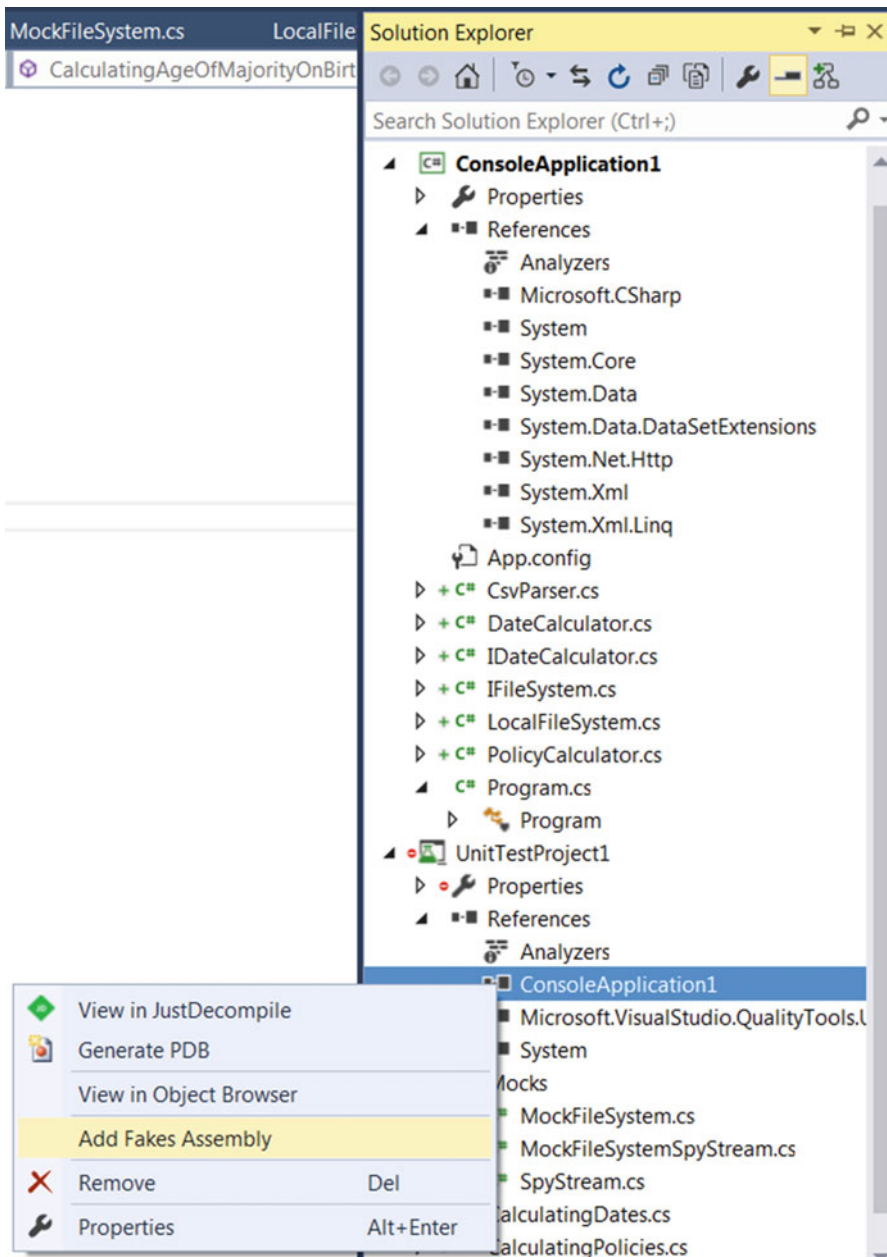 MockFileSystem.cs LocalFile
CalculatingAgeOfMajorityOnBirt
Solution Explorer
Search Solution Explorer (Ctrl+;)
C# ConsoleApplication1
Properties
References
Analyzers
Microsoft.CSharp
System
System.Core
System.Data
System.Data.DataSetExtensions
System.Net.Http
System.Xml
System.Xml.Linq
App.config
+ C# CsvParser.cs
+ C# DateCalculator.cs
+ C# IDateCalculator.cs
+ C# IFileSystem.cs
+ C# LocalFileSystem.cs
+ C# PolicyCalculator.cs
C# Program.cs
Program
UnitTestProject1
Properties
References
Analyzers
ConsoleApplication1
Microsoft.VisualStudio.QualityTools.U
System
Mocks
MockFileSystem.cs
MockFileSystemSpyStream.cs
SpyStream.cs
CalculatingDates.cs
CalculatingPolicies.cs
View in JustDecompile
Generate PDB
View in Object Browser
Add Fakes Assembly
Remove Del
Properties Alt+Enter